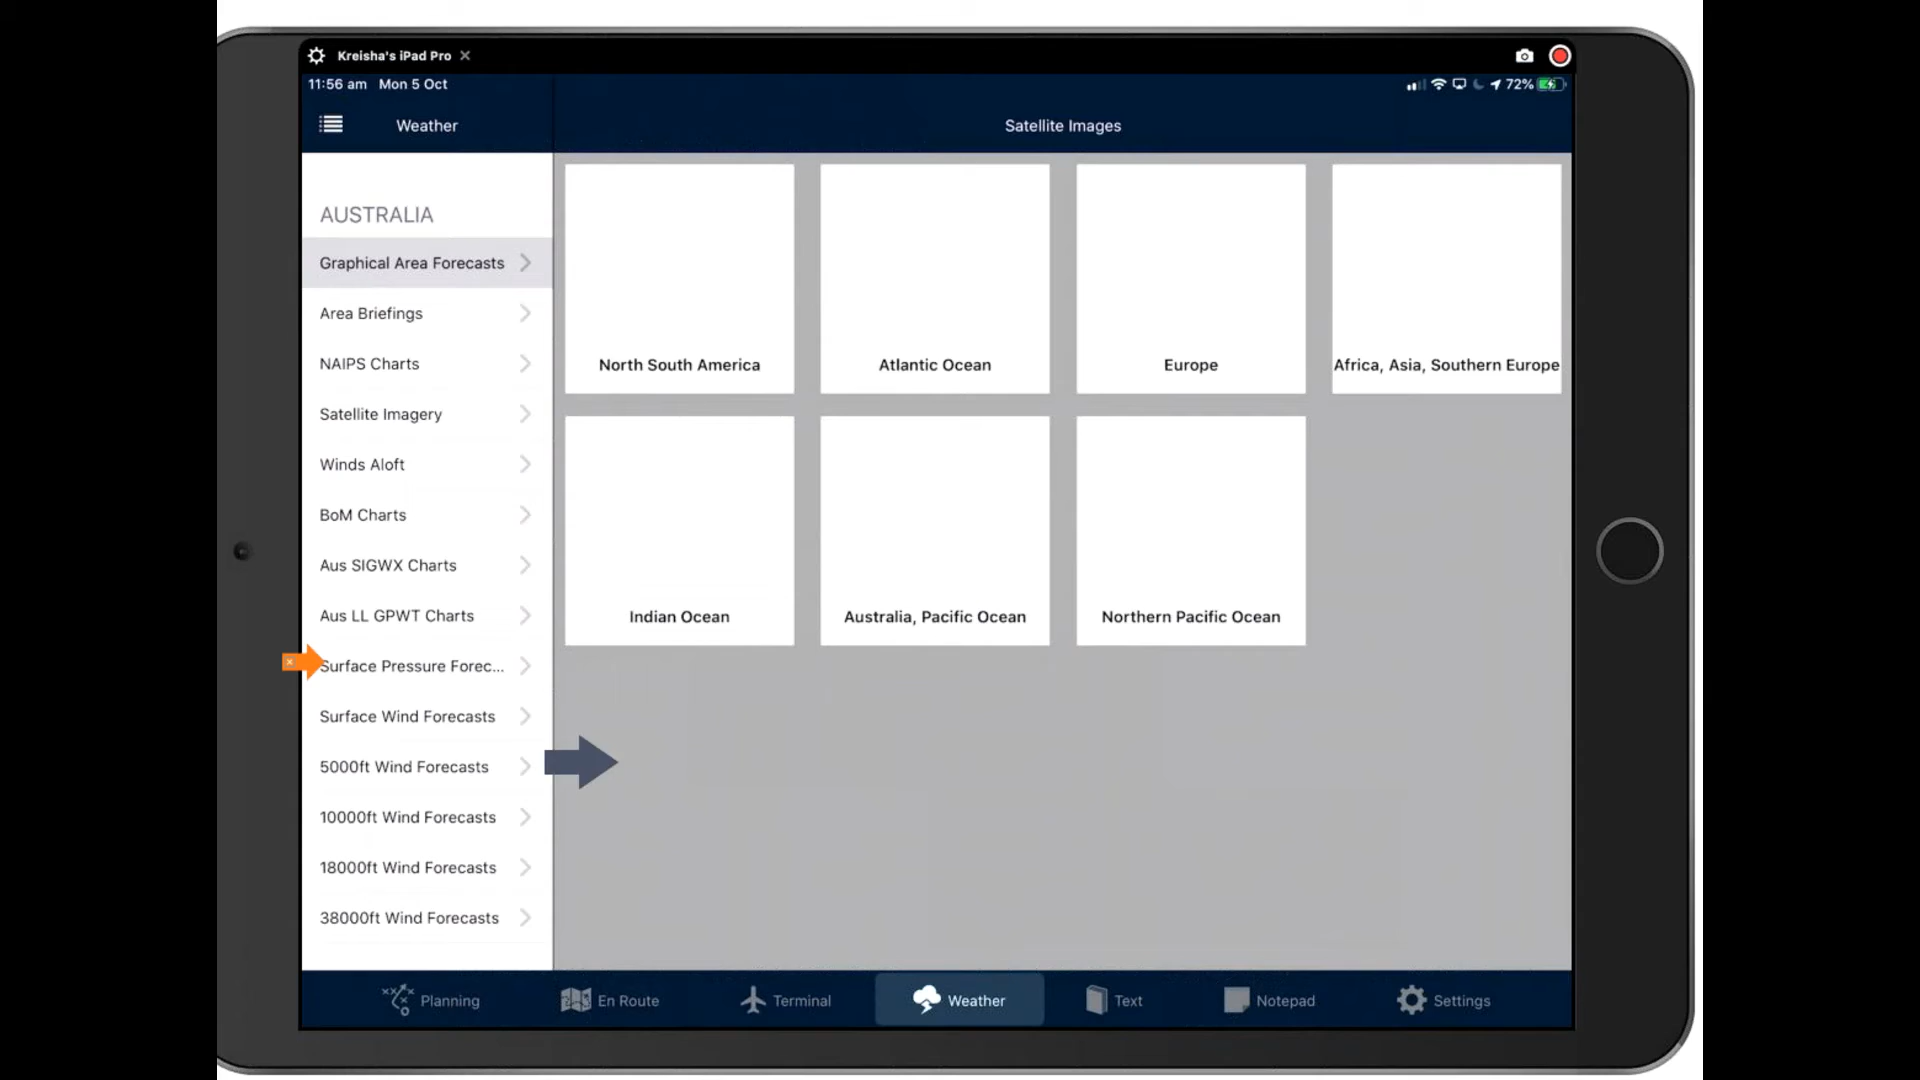 Kreisha's iPad Pro
11:56 am Mon 5 Oct
72%
Weather
Satellite Images
AUSTRALIA
Graphical Area Forecasts
Area Briefings
NAIPS Charts
Satellite Imagery
Winds Aloft
BoM Charts
Aus SIGWX Charts
Aus LL GPWT Charts
Surface Pressure Forec...
Surface Wind Forecasts
5000ft Wind Forecasts
10000ft Wind Forecasts
18000ft Wind Forecasts
38000ft Wind Forecasts
North South America
Atlantic Ocean
Europe
Africa, Asia, Southern Europe
Indian Ocean
Australia, Pacific Ocean
Northern Pacific Ocean
Planning
En Route
Terminal
Weather
Text
Notepad
Settings